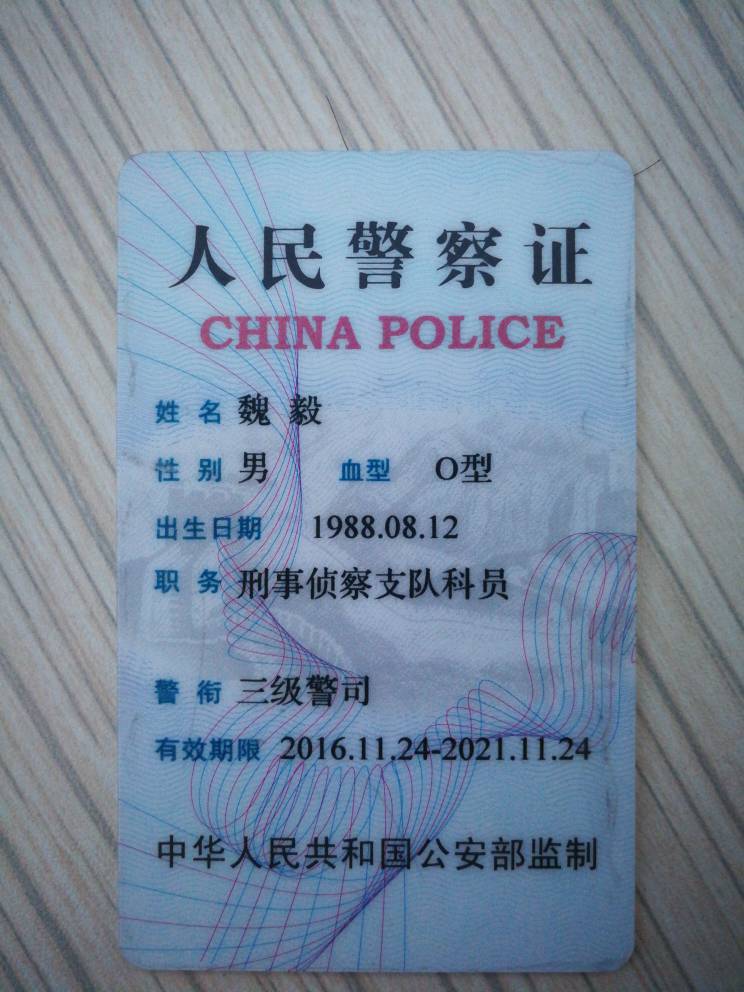 人民警察证
CHINA POLICE
姓名 魏毅
性别 男 血型 O型
出生日期 1988.08.12
职务 刑事侦察支队科员
警衔 三级警司
有效期限 2016.11.24-2021.11.24
中华人民共和国公安部监制